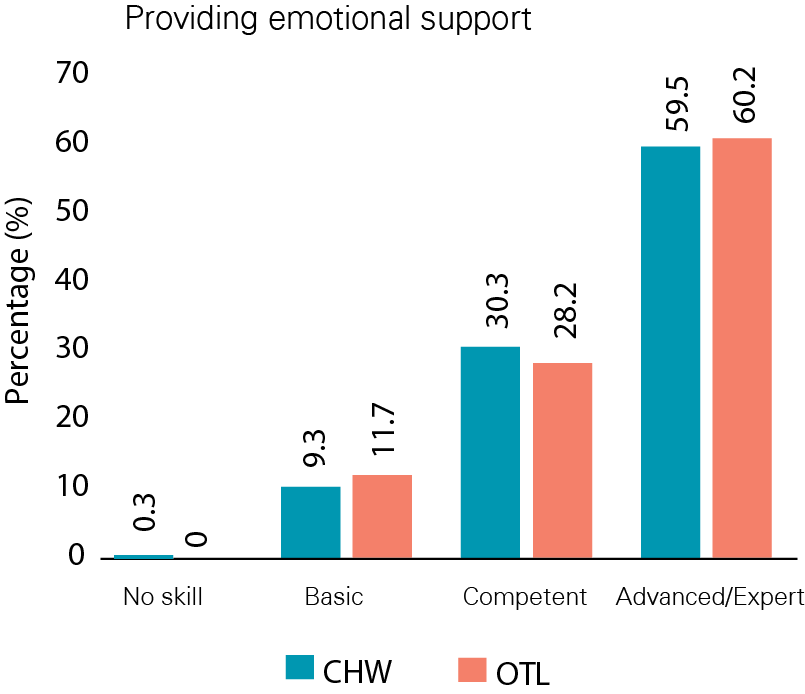 Providing emotional support
Percentage (%)
70
60
50
40
30
20
10
0
0.3
0
9.3
11.7
30.3
28.2
59.5
60.2
No skill
Basic
Competent
Advanced/Expert
CHW
OTL